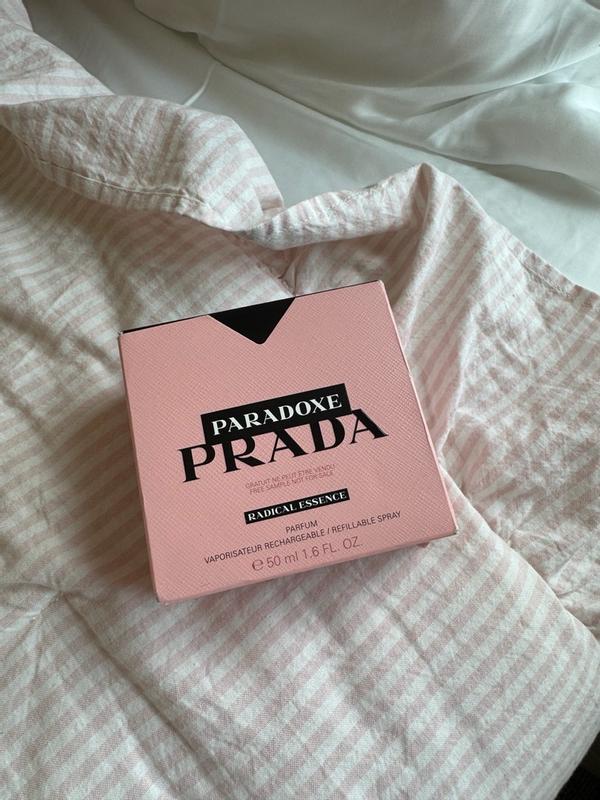 PARADOXE
PRADA
GRATUIT NE PEUT ÊTRE VENDU
FREE SAMPLE NOT FOR SALE
RADICAL ESSENCE
PARFUM
VAPORISATEUR RECHARGEABLE / REFILLABLE SPRAY
℮ 50 ml 1.6 FL. OZ.